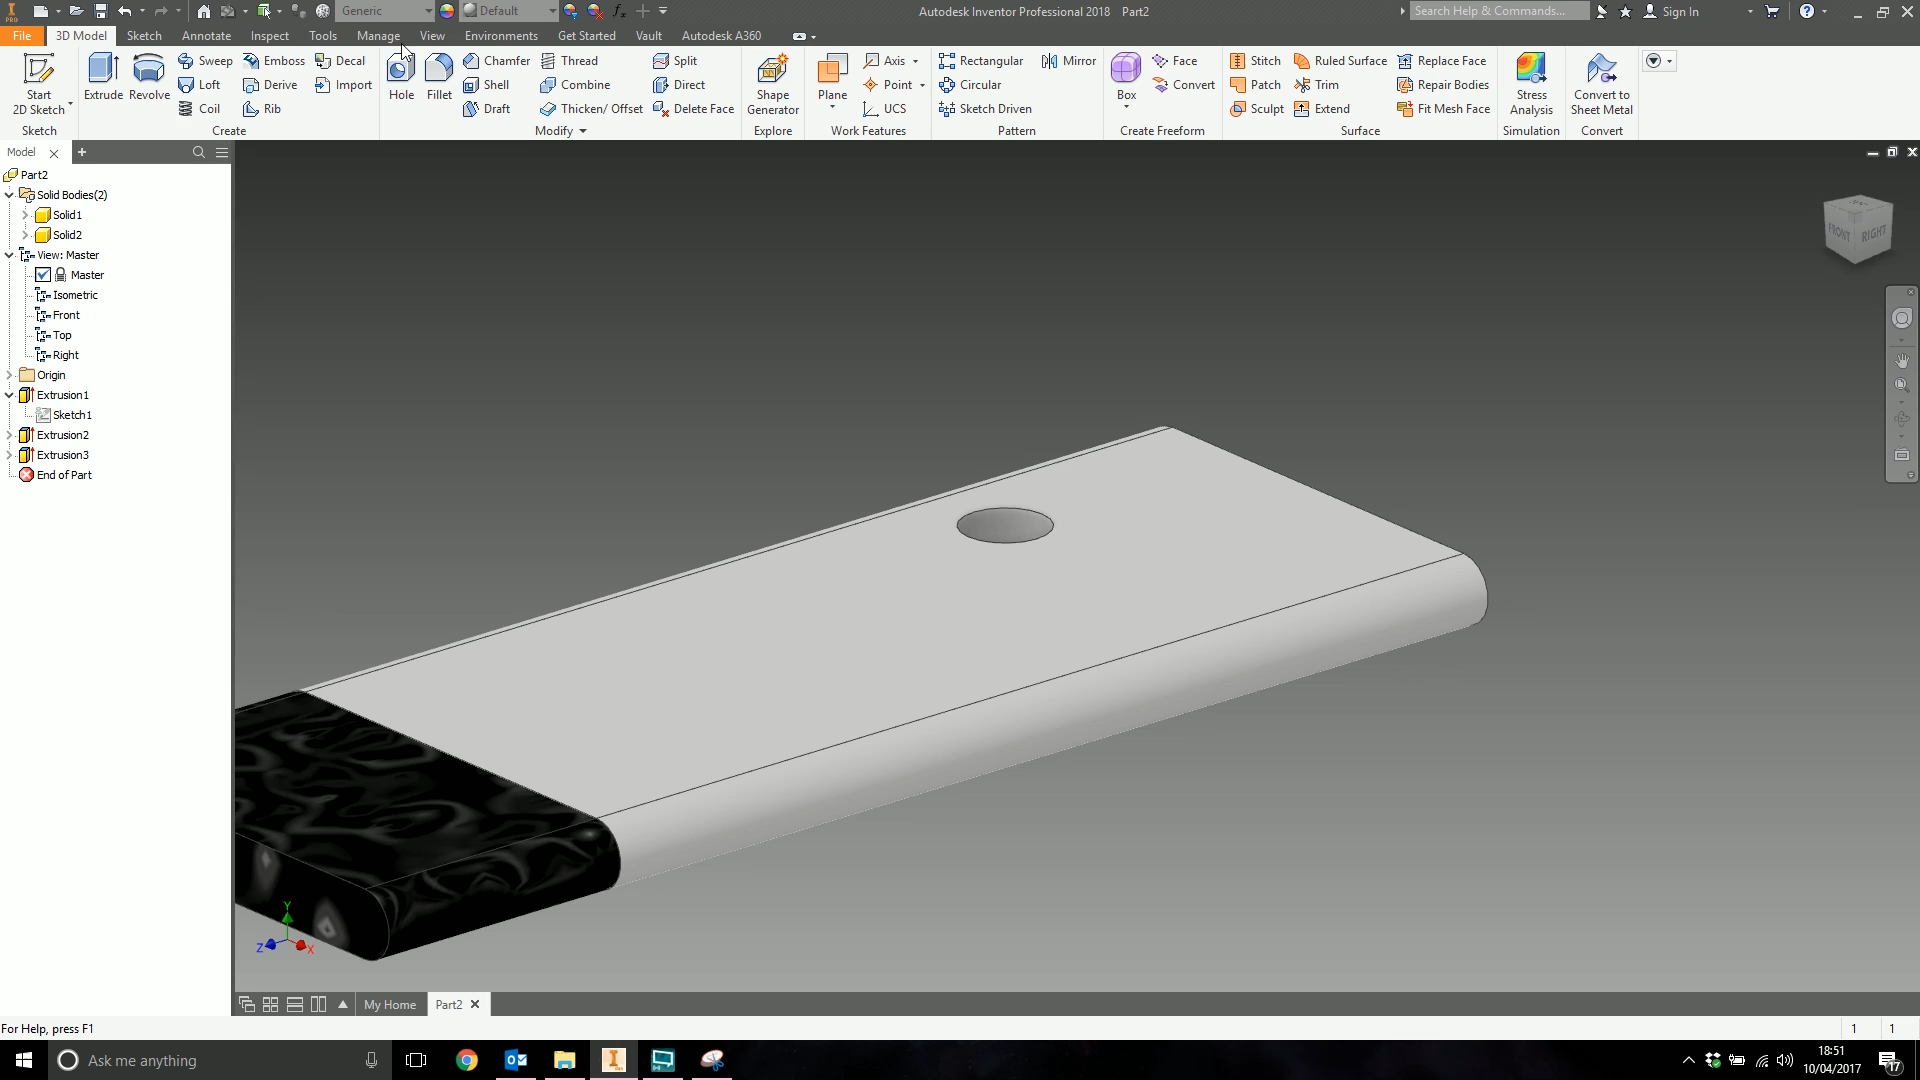 PRO
Generic
Default
fx
Autodesk Inventor Professional 2018 Part2
Search Help & Commands...
Sign In
File 3D Model Sketch Annotate Inspect Tools Manage View Environments Get Started Vault Autodesk A360
Start
2D Sketch
Extrude
Revolve
Sweep
Loft
Coil
Emboss
Derive
Rib
Decal
Import
Hole
Fillet
Chamfer
Shell
Draft
Thread
Combine
Thicken/ Offset
Split
Direct
Delete Face
Shape
Generator
Plane
Axis
Point
UCS
Rectangular
Circular
Sketch Driven
Mirror
Box
Face
Convert
Stitch
Patch
Sculpt
Ruled Surface
Trim
Extend
Replace Face
Repair Bodies
Fit Mesh Face
Stress
Analysis
Convert to
Sheet Metal
Sketch Create Modify Explore Work Features Pattern Create Freeform Surface Simulation Convert
Model
Part2
Solid Bodies(2)
Solid1
Solid2
View: Master
Master
Isometric
Front
Top
Right
Origin
Extrusion1
Sketch1
Extrusion2
Extrusion3
End of Part
FRONT RIGHT
Y
Z X
My Home Part2
For Help, press F1
1 1
Ask me anything
18:51
10/04/2017
17